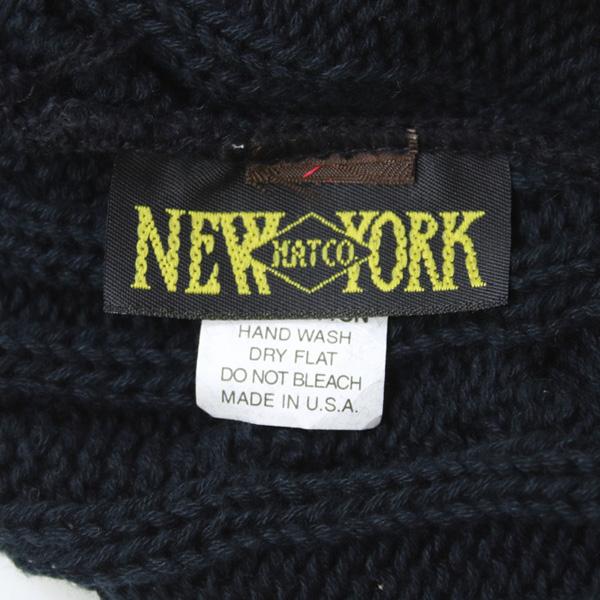 NEW HATCO YORK
HAND WASH
DRY FLAT
DO NOT BLEACH
MADE IN U.S.A.